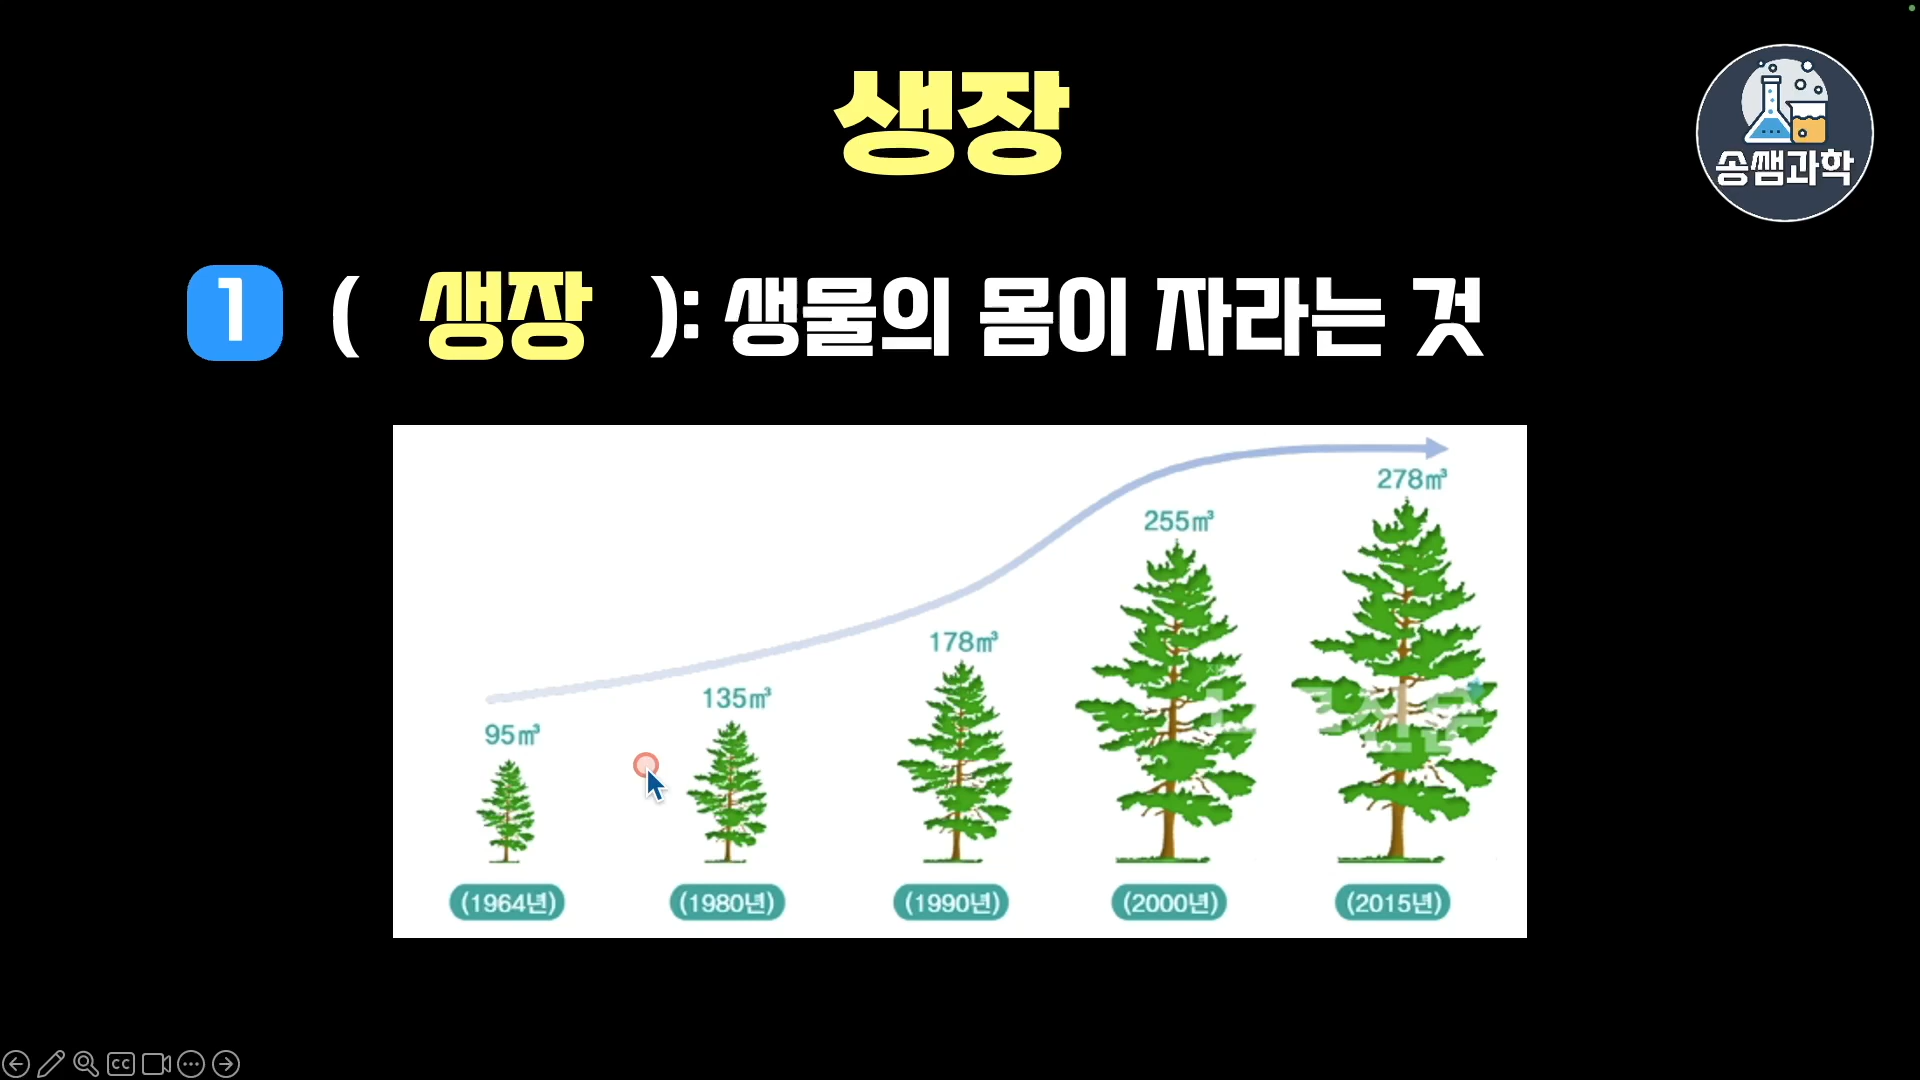 생장
송쌤과학
1 ( 생장 ): 생물의 몸이 자라는 것
278㎥
255㎥
178㎥
135㎥
95㎥
(1964년) (1980년) (1990년) (2000년) (2015년)
CC